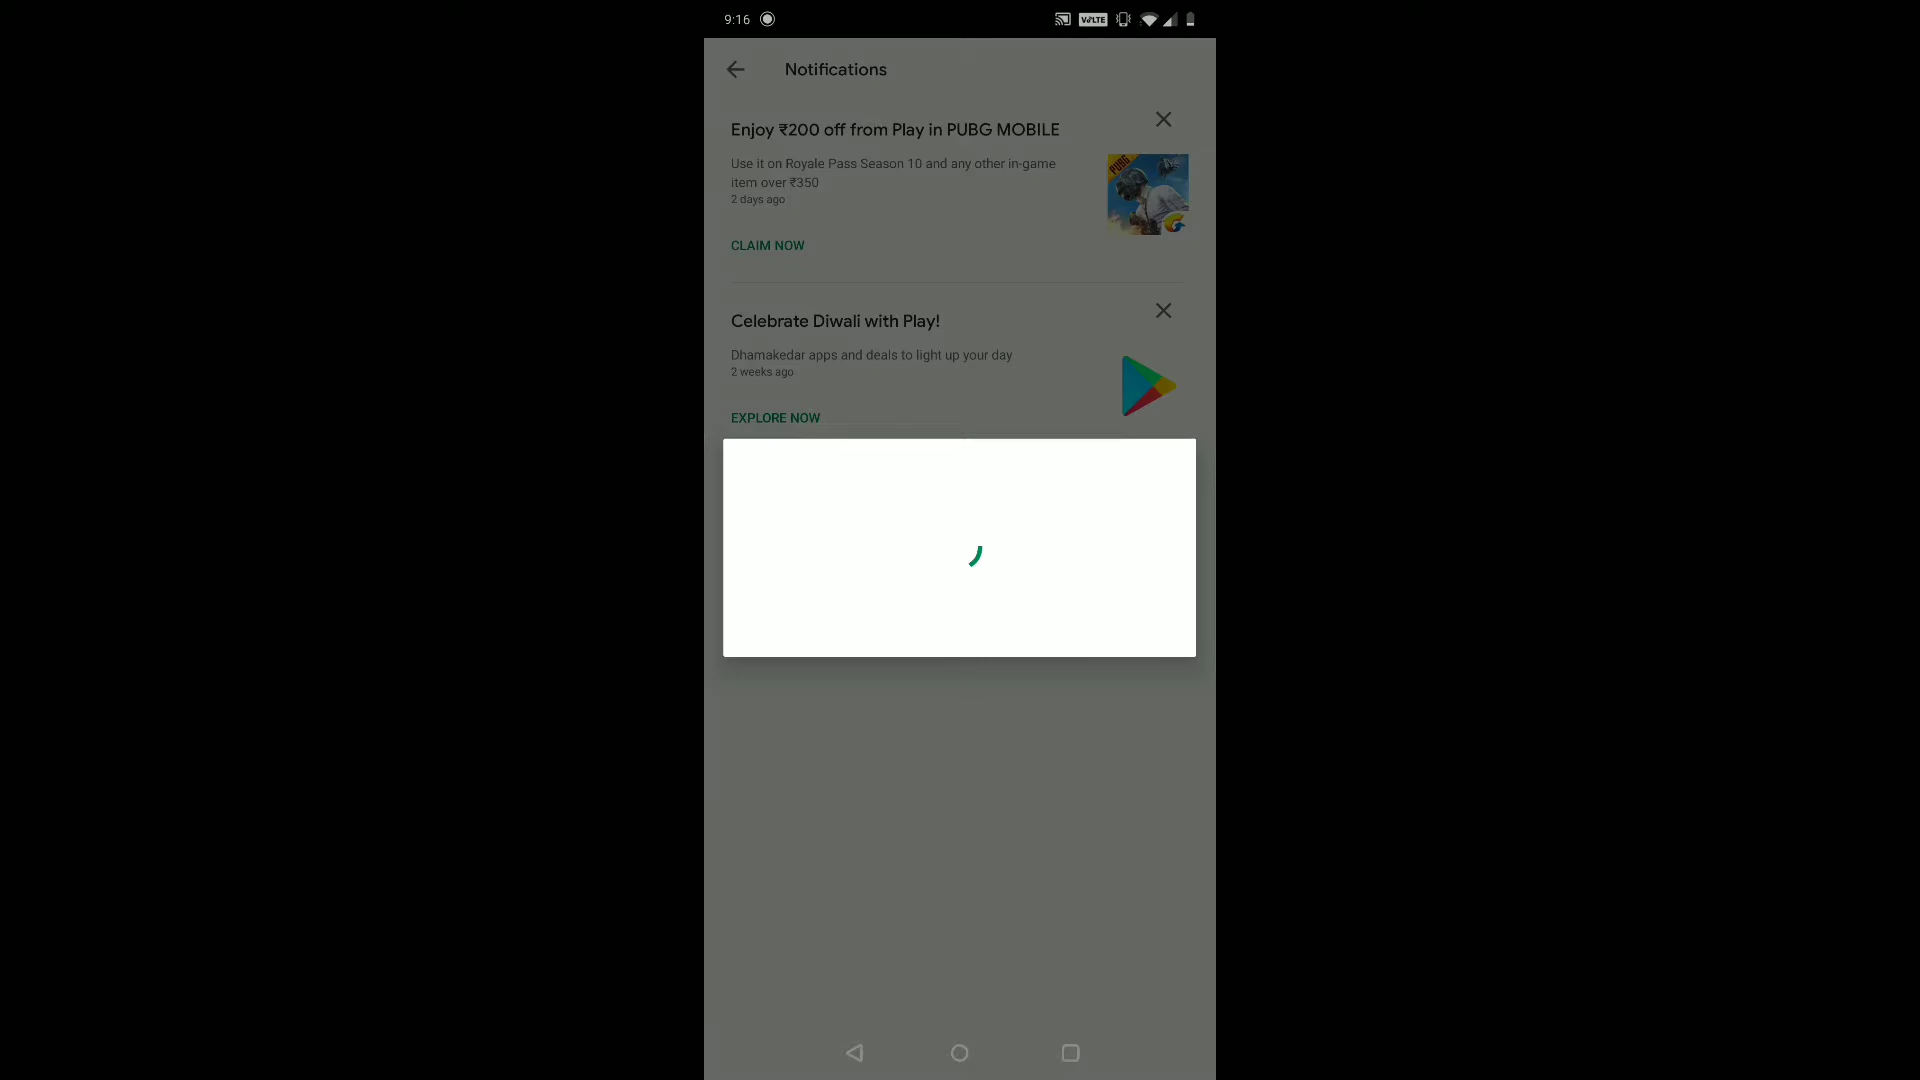 9:16
VoLTE
Notifications
Enjoy ₹200 off from Play in PUBG MOBILE
Use it on Royale Pass Season 10 and any other in-game
item over ₹350
2 days ago
PUBG
CLAIM NOW
Celebrate Diwali with Play!
Dhamakedar apps and deals to light up your day
2 weeks ago
EXPLORE NOW